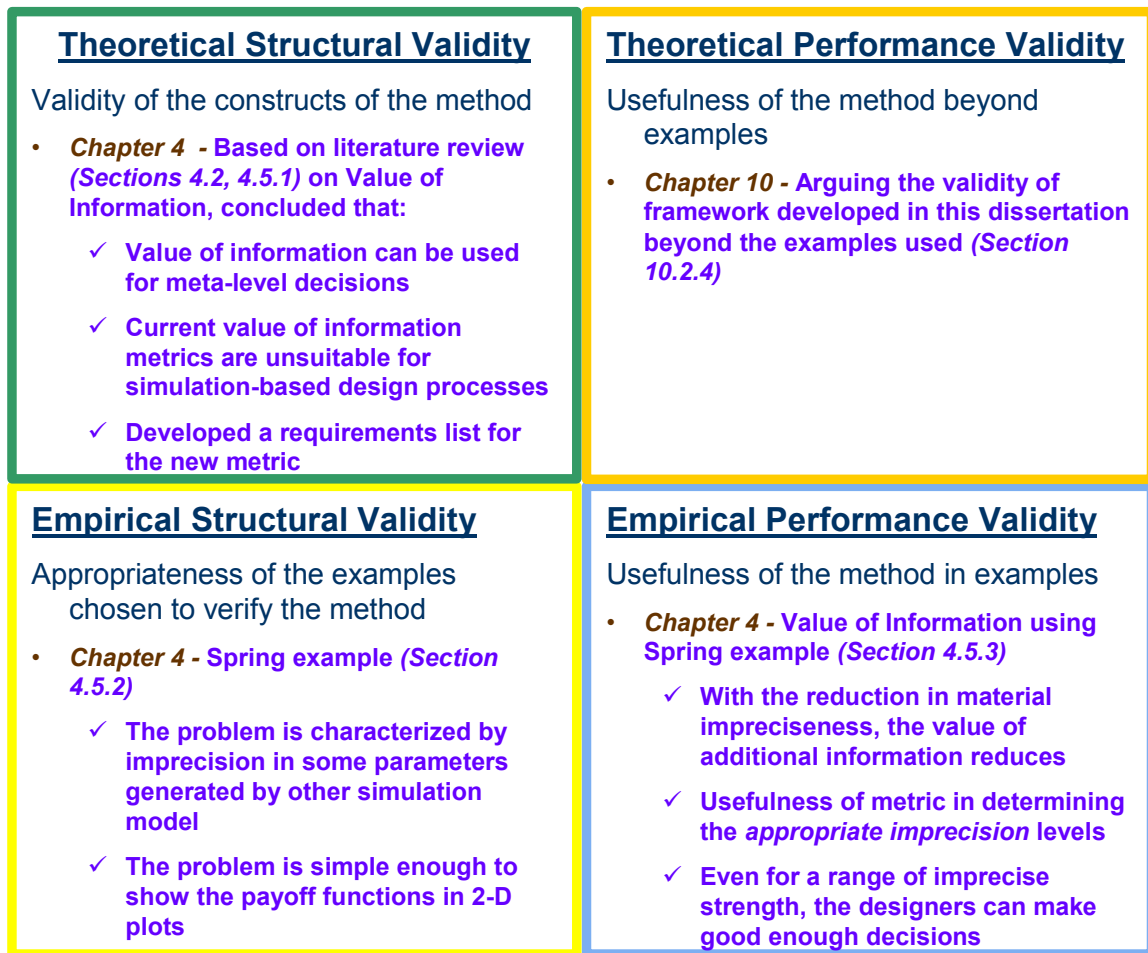 Theoretical Structural Validity
Validity of the constructs of the method
• Chapter 4 - Based on literature review
(Sections 4.2, 4.5.1) on Value of
Information, concluded that:
✓ Value of information can be used
for meta-level decisions
✓ Current value of information
metrics are unsuitable for
simulation-based design processes
✓ Developed a requirements list for
the new metric
Theoretical Performance Validity
Usefulness of the method beyond
examples
• Chapter 10 - Arguing the validity of
framework developed in this dissertation
beyond the examples used (Section
10.2.4)
Empirical Structural Validity
Appropriateness of the examples
chosen to verify the method
• Chapter 4 - Spring example (Section
4.5.2)
✓ The problem is characterized by
imprecision in some parameters
generated by other simulation
model
✓ The problem is simple enough to
show the payoff functions in 2-D
plots
Empirical Performance Validity
Usefulness of the method in examples
• Chapter 4 - Value of Information using
Spring example (Section 4.5.3)
✓ With the reduction in material
impreciseness, the value of
additional information reduces
✓ Usefulness of metric in determining
the appropriate imprecision levels
✓ Even for a range of imprecise
strength, the designers can make
good enough decisions